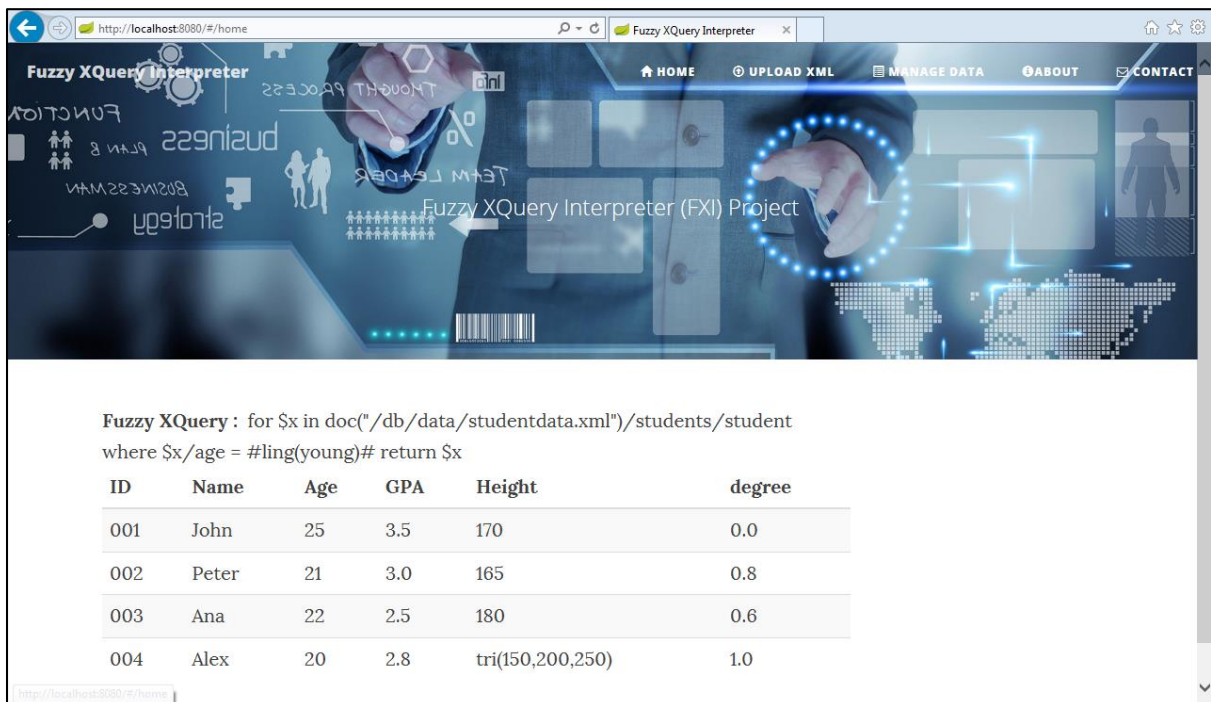 http://localhost:8080/#/home
Fuzzy XQuery Interpreter
Fuzzy XQuery Interpreter
HOME
UPLOAD XML
MANAGE DATA
ABOUT
CONTACT
THOUGHT PROCESS
FUNCTION
PLAN &
business
TEAM LEADER
BUSINESSMAN
strategy
%
Fuzzy XQuery Interpreter (FXI) Project
Fuzzy XQuery : for $x in doc("/db/data/studentdata.xml")/students/student
where $x/age = #ling(young)# return $x
ID Name Age GPA Height degree
001 John 25 3.5 170 0.0
002 Peter 21 3.0 165 0.8
003 Ana 22 2.5 180 0.6
004 Alex 20 2.8 tri(150,200,250) 1.0
http://localhost:8080/#/home